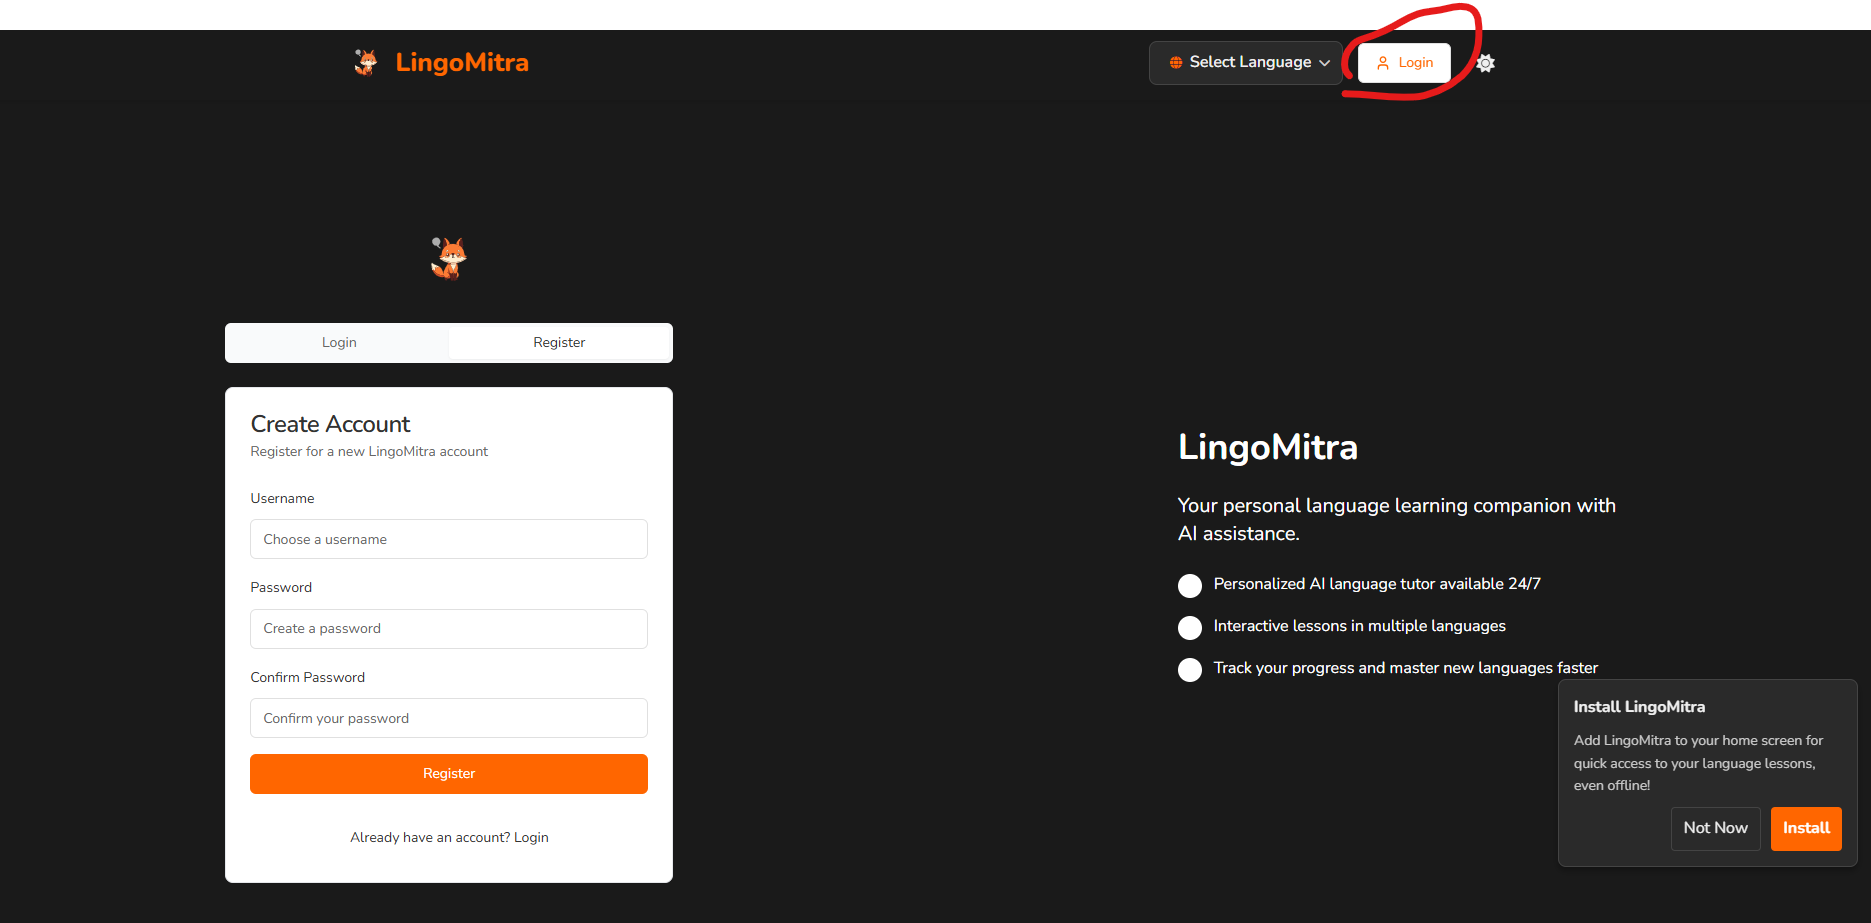 LingoMitra
Select Language
Login
Login
Register
Create Account
Register for a new LingoMitra account
Username
Choose a username
Password
Create a password
Confirm Password
Confirm your password
Register
Already have an account? Login
LingoMitra
Your personal language learning companion with
AI assistance.
Personalized AI language tutor available 24/7
Interactive lessons in multiple languages
Track your progress and master new languages faster
Install LingoMitra
Add LingoMitra to your home screen for
quick access to your language lessons,
even offline!
Not Now
Install